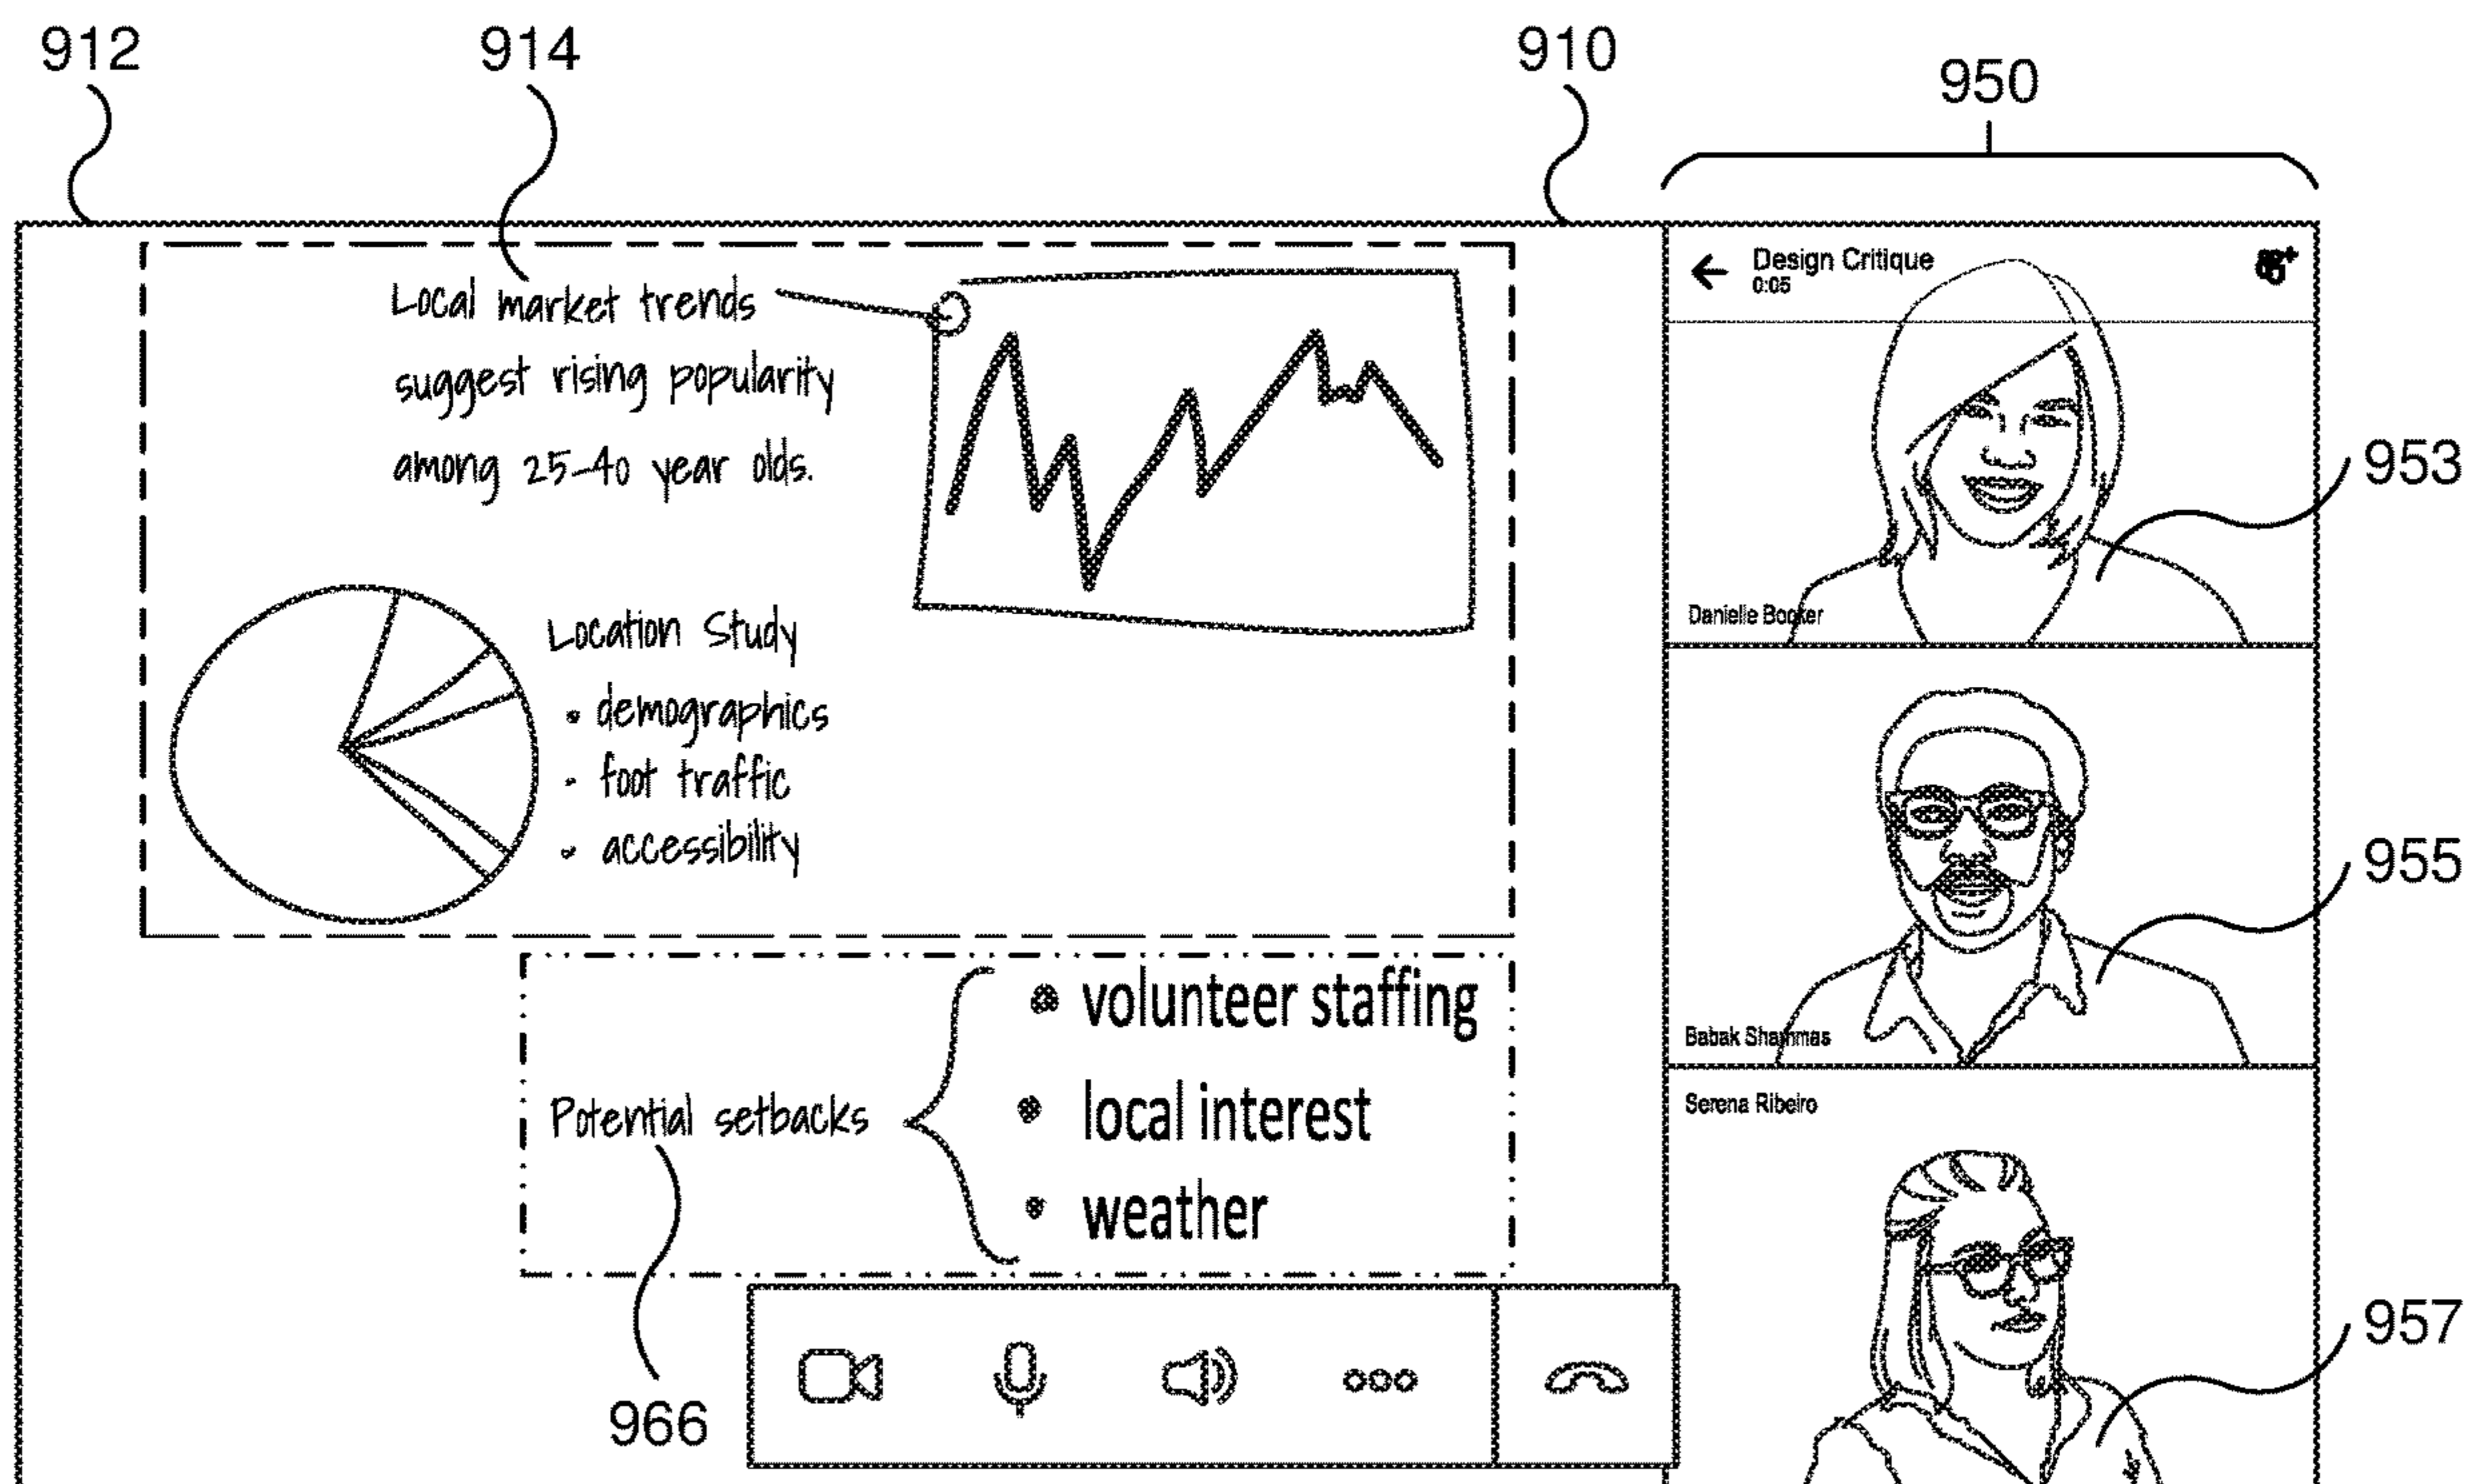 912
914
910
950
Local market trends
suggest rising popularity
among 25-40 year olds.
Location Study
• demographics
• foot traffic
• accessibility
Potential setbacks
• volunteer staffing
• local interest
• weather
966
Design Critique
0:05
Danielle Booker
953
Babak Shammas
955
Serena Ribeiro
957